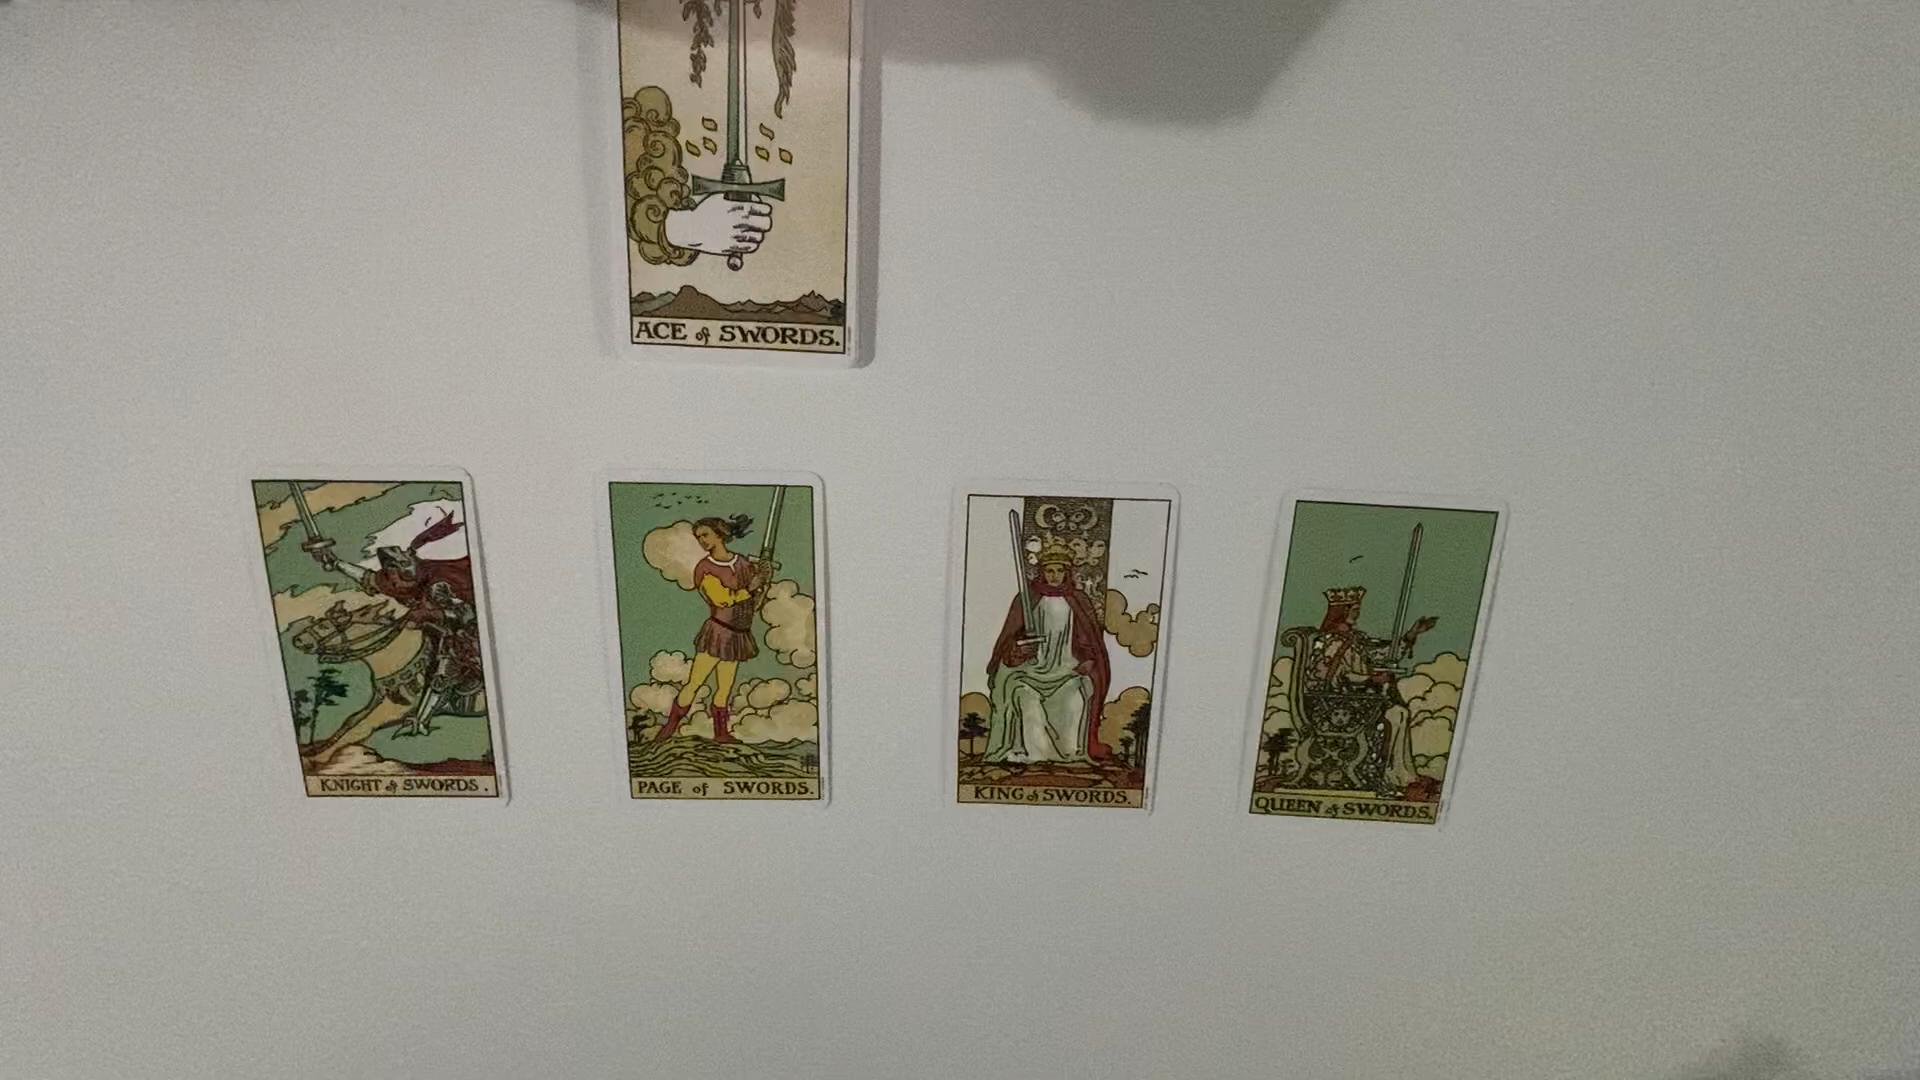 ACE of SWORDS.
KNIGHT of SWORDS.
PAGE of SWORDS.
KING of SWORDS.
QUEEN of SWORDS.